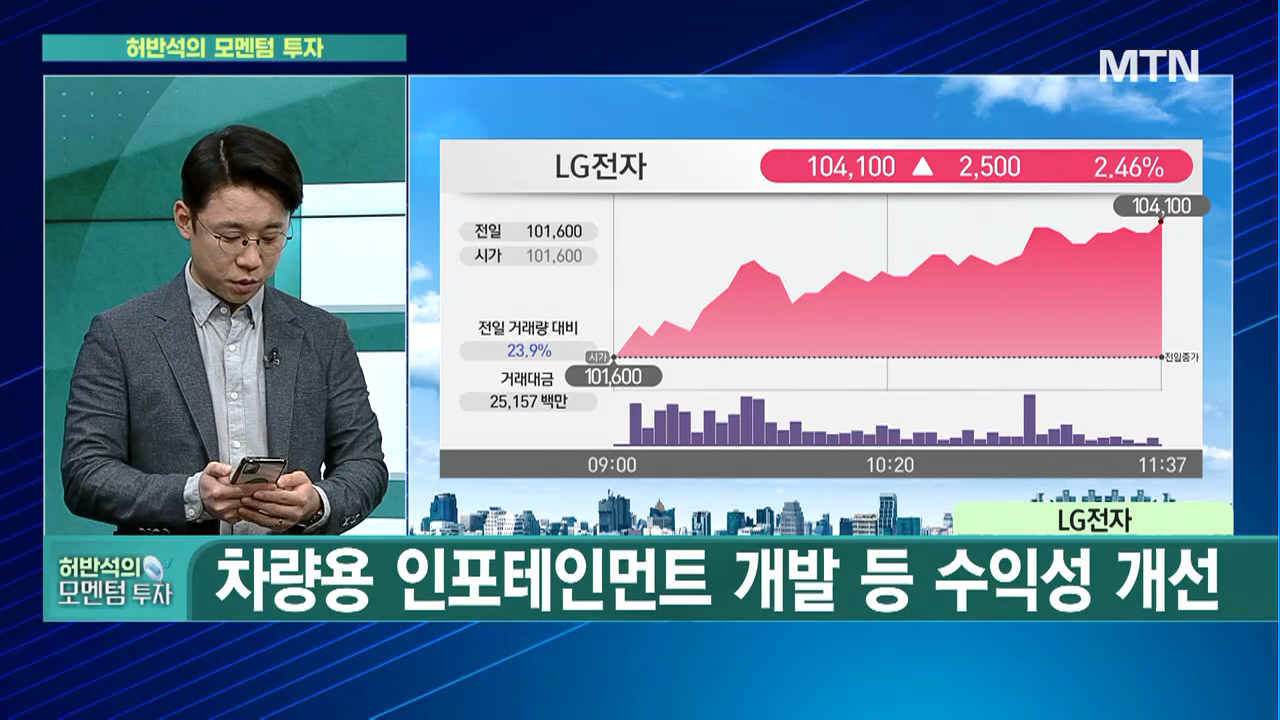 허반석의 모멘텀 투자
MTN
LG전자
104,100 ▲ 2,500 2.46%
104,100
전일 101,600
시가 101,600
전일 거래량 대비
23.9%
시가
전일종가
101,600
거래대금
25,157 백만
09:00 10:20 11:37
LG전자
허반석의
모멘텀 투자
차량용 인포테인먼트 개발 등 수익성 개선